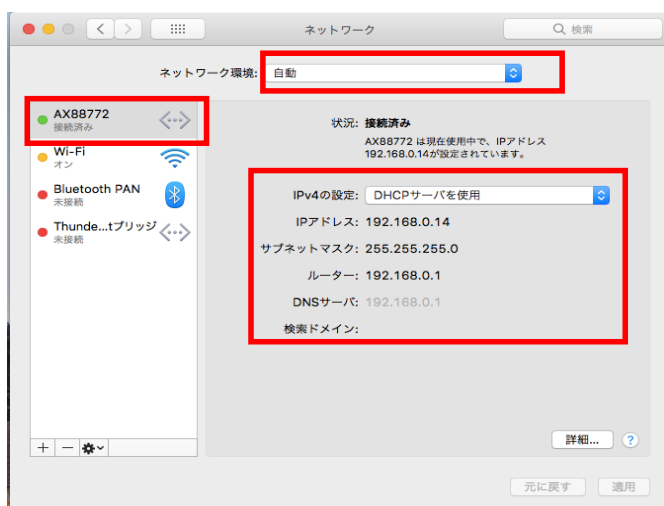 ネットワーク
検索
ネットワーク環境: 自動
AX88772
接続済み
Wi-Fi
オン
Bluetooth PAN
未接続
Thunde...tブリッジ
未接続
状況: 接続済み
AX88772 は現在使用中で、IPアドレス
192.168.0.14が設定されています。
IPv4の設定: DHCPサーバを使用
IPアドレス: 192.168.0.14
サブネットマスク: 255.255.255.0
ルーター: 192.168.0.1
DNSサーバ: 192.168.0.1
検索ドメイン:
詳細... ?
元に戻す 適用